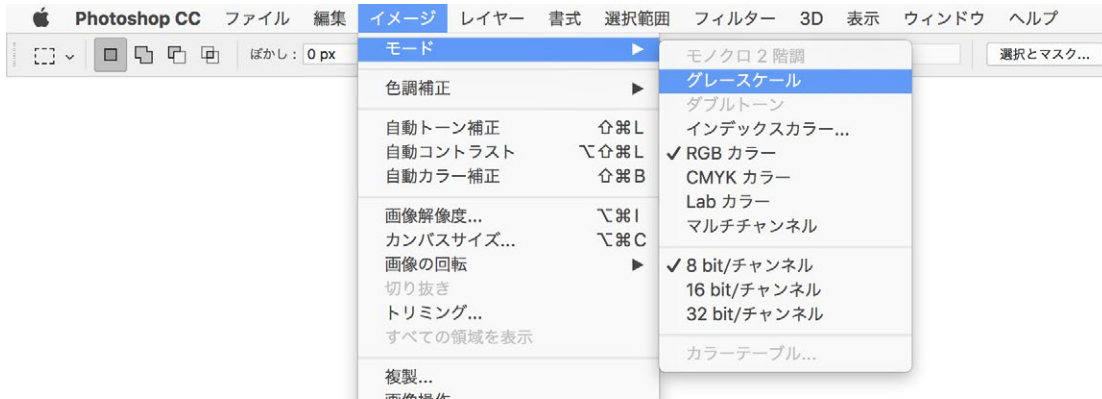 Photoshop CC ファイル 編集 イメージ レイヤー 書式 選択範囲 フィルター 3D 表示 ウィンドウ ヘルプ
ぼかし: 0 px 選択とマスク...
モード ▶
色調補正 ▶
自動トーン補正 ⇧⌘L
自動コントラスト ⌥⇧⌘L
自動カラー補正 ⇧⌘B
画像解像度... ⌥⌘I
カンバスサイズ... ⌥⌘C
画像の回転 ▶
切り抜き
トリミング...
すべての領域を表示
複製...
モノクロ 2 階調
グレースケール
ダブルトーン
インデックスカラー...
✓ RGB カラー
CMYK カラー
Lab カラー
マルチチャンネル
✓ 8 bit/チャンネル
16 bit/チャンネル
32 bit/チャンネル
カラーテーブル...